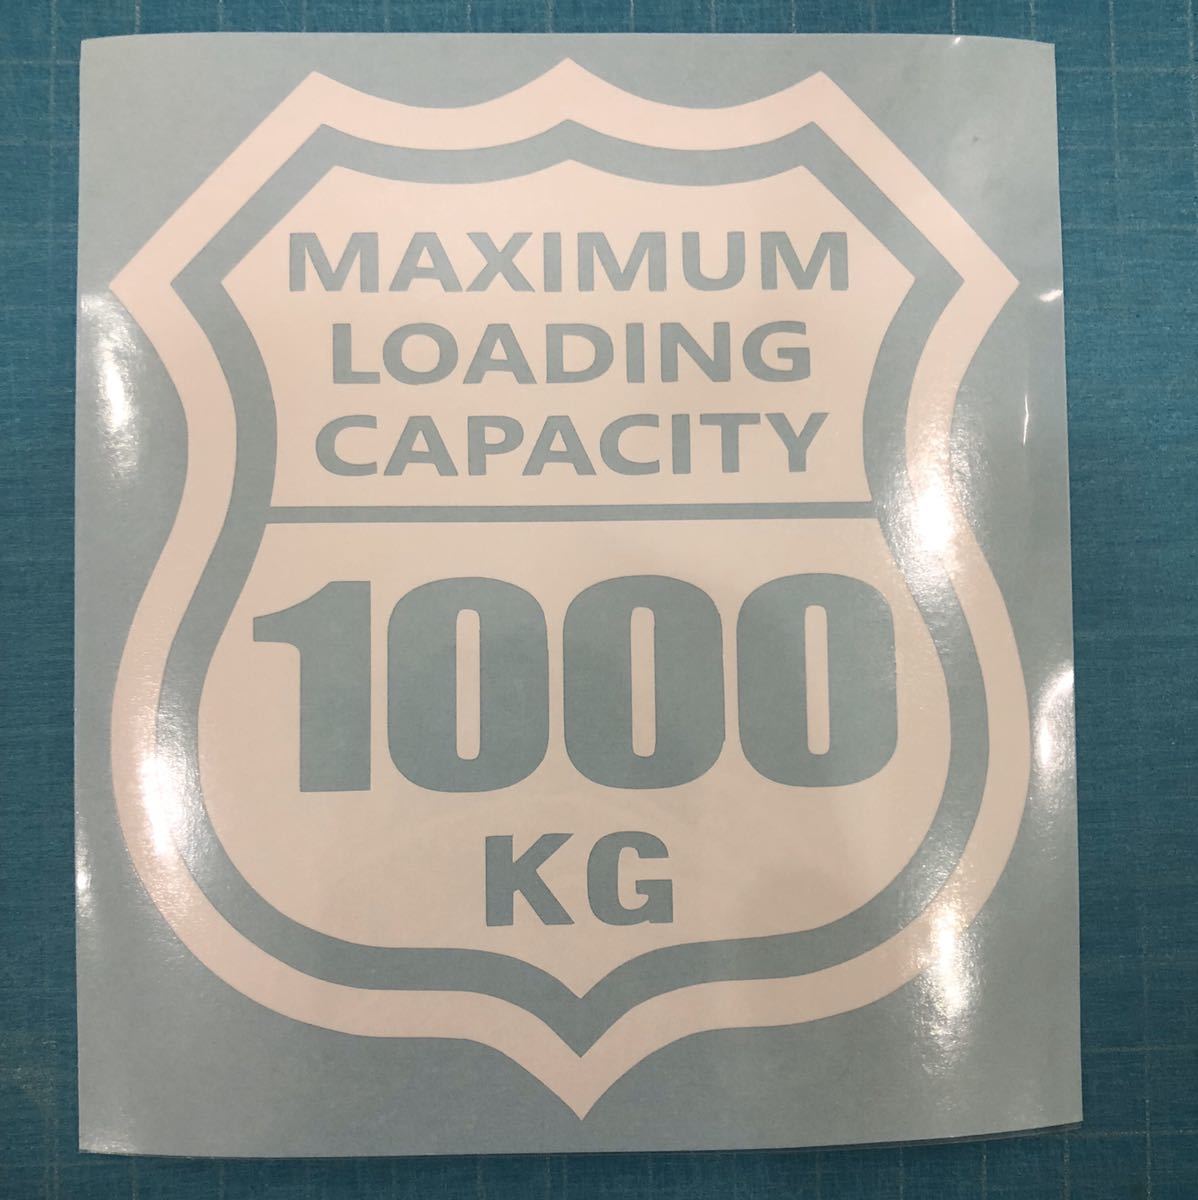 MAXIMUM
LOADING
CAPACITY
1000
KG